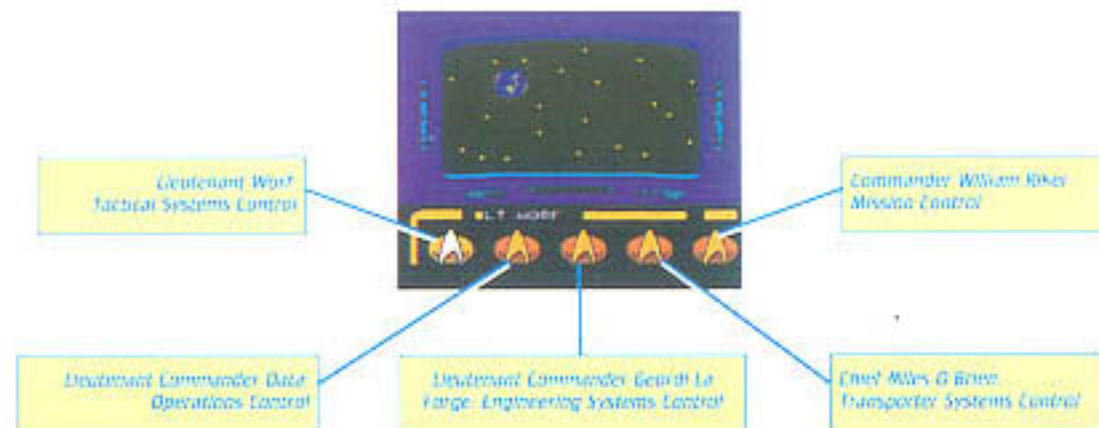 Lieutenant Worf
Tactical Systems Control
Commander William Riker
Mission Control
LT WORF
Lieutenant Commander Data
Operations Control
Lieutenant Commander Geordi La
Forge: Engineering Systems Control
Chief Miles O'Brien,
Transporter Systems Control